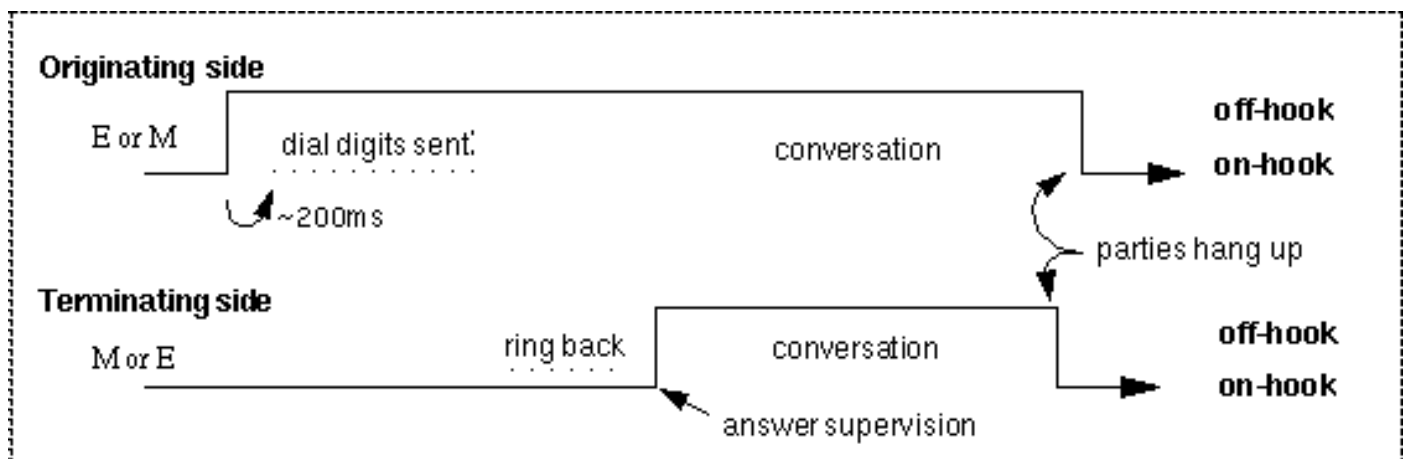 Originating side
off-hook
E or M
dial digits sent.
conversation
on-hook
~200ms
parties hang up
Terminating side
off-hook
ring back
conversation
M or E
on-hook
answer supervision